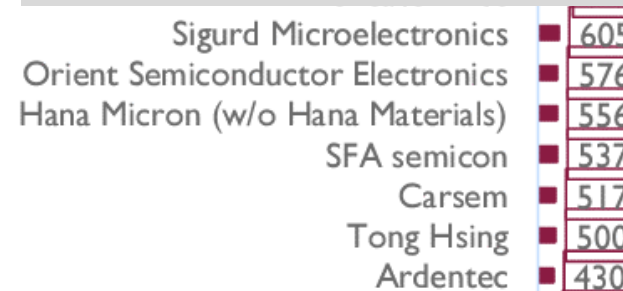 Sigurd Microelectronics 605
Orient Semiconductor Electronics 576
Hana Micron (w/o Hana Materials) 556
SFA semicon 537
Carsem 517
Tong Hsing 500
Ardentec 430